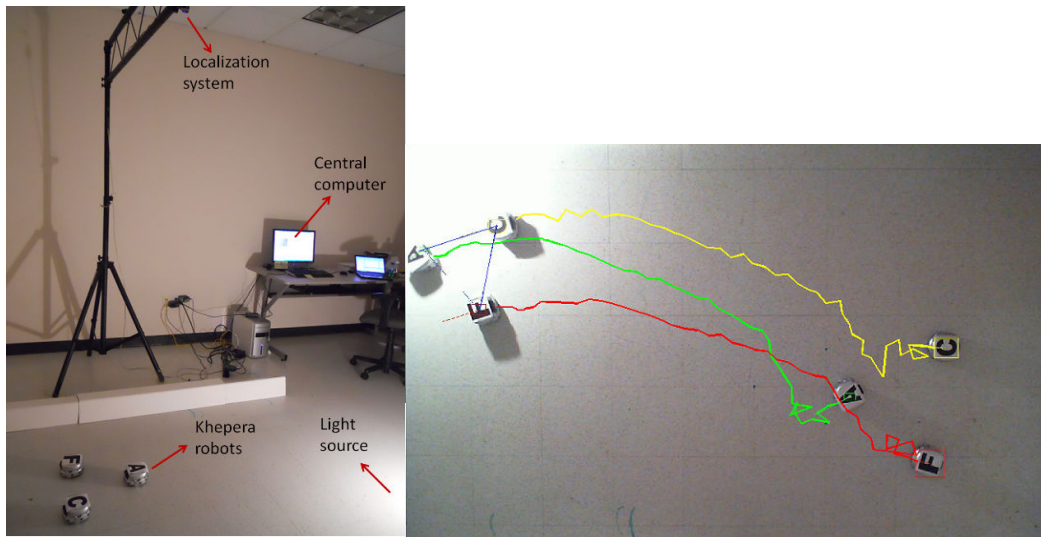 Localization
system
Central
computer
Khepera
robots
Light
source
F
A
C
A
C
F
C
A
F